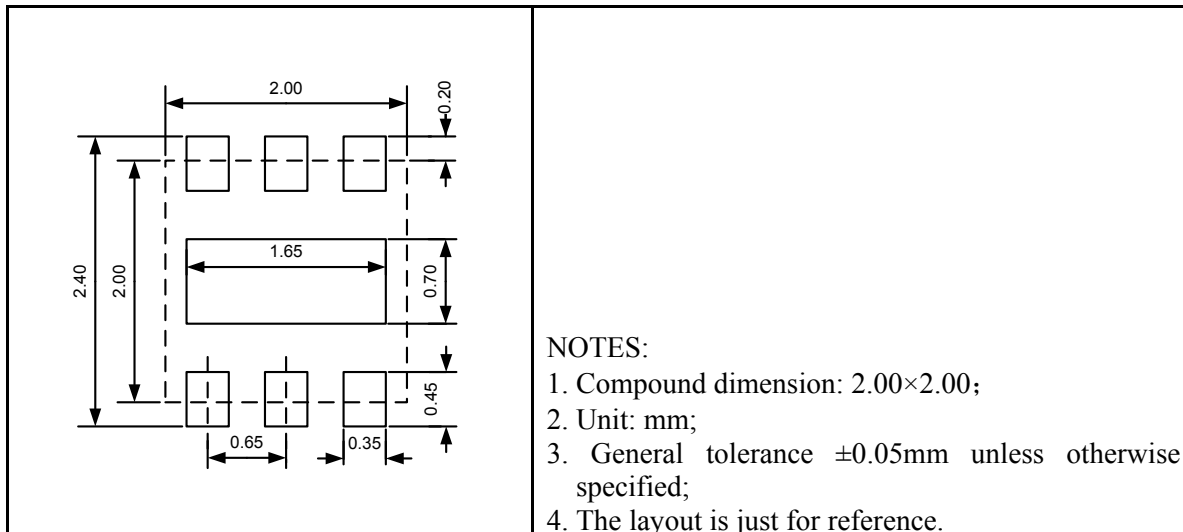 2.00
0.20
2.40
2.00
1.65
0.70
0.45
0.65
0.35
NOTES:
1. Compound dimension: 2.00×2.00；
2. Unit: mm;
3. General tolerance ±0.05mm unless otherwise
specified;
4. The layout is just for reference.